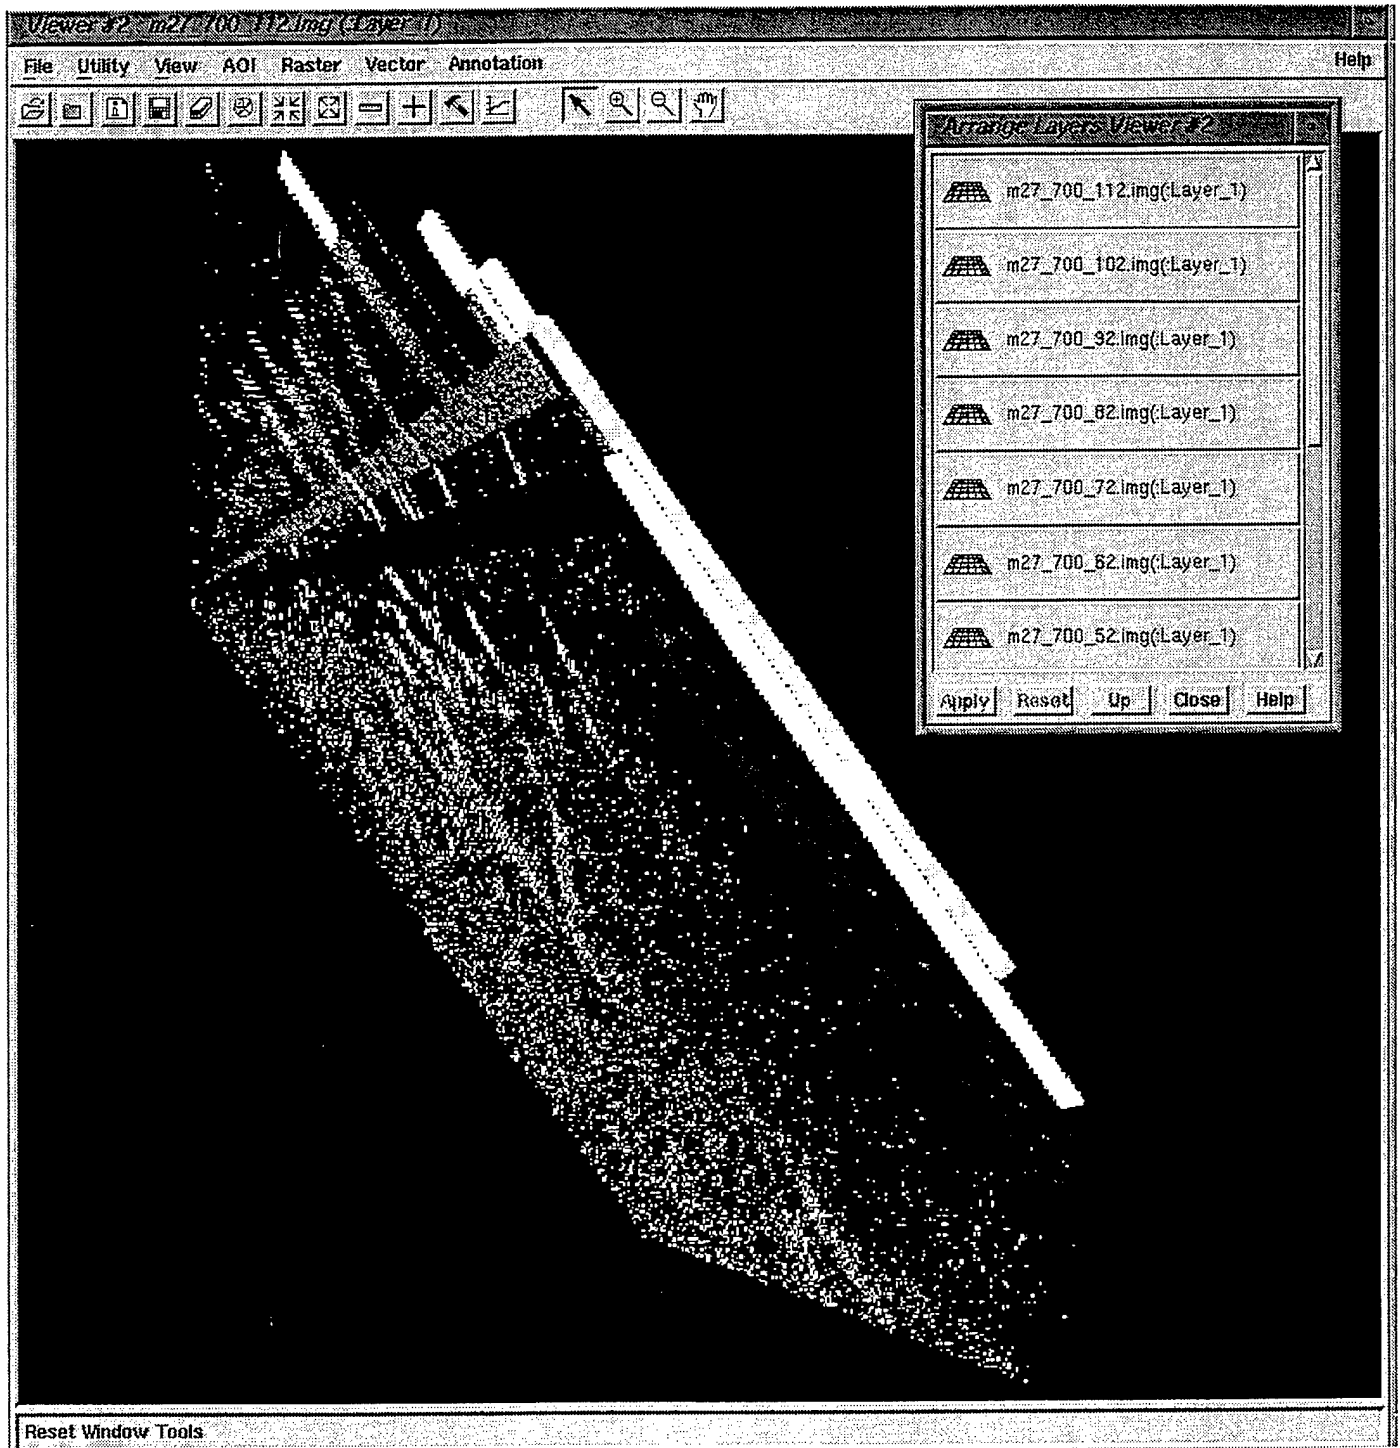 Viewer #2 - m27_700_112.img (:Layer_1)
File Utility View AOI Raster Vector Annotation Help
Arrange Layers Viewer #2
m27_700_112.img(:Layer_1)
m27_700_102.img(:Layer_1)
m27_700_92.img(:Layer_1)
m27_700_82.img(:Layer_1)
m27_700_72.img(:Layer_1)
m27_700_62.img(:Layer_1)
m27_700_52.img(:Layer_1)
Apply Reset Up Close Help
Reset Window Tools